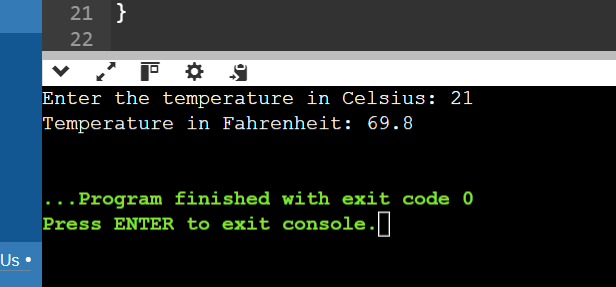 21 }
22
Enter the temperature in Celsius: 21
Temperature in Fahrenheit: 69.8
...Program finished with exit code 0
Press ENTER to exit console.
Us •